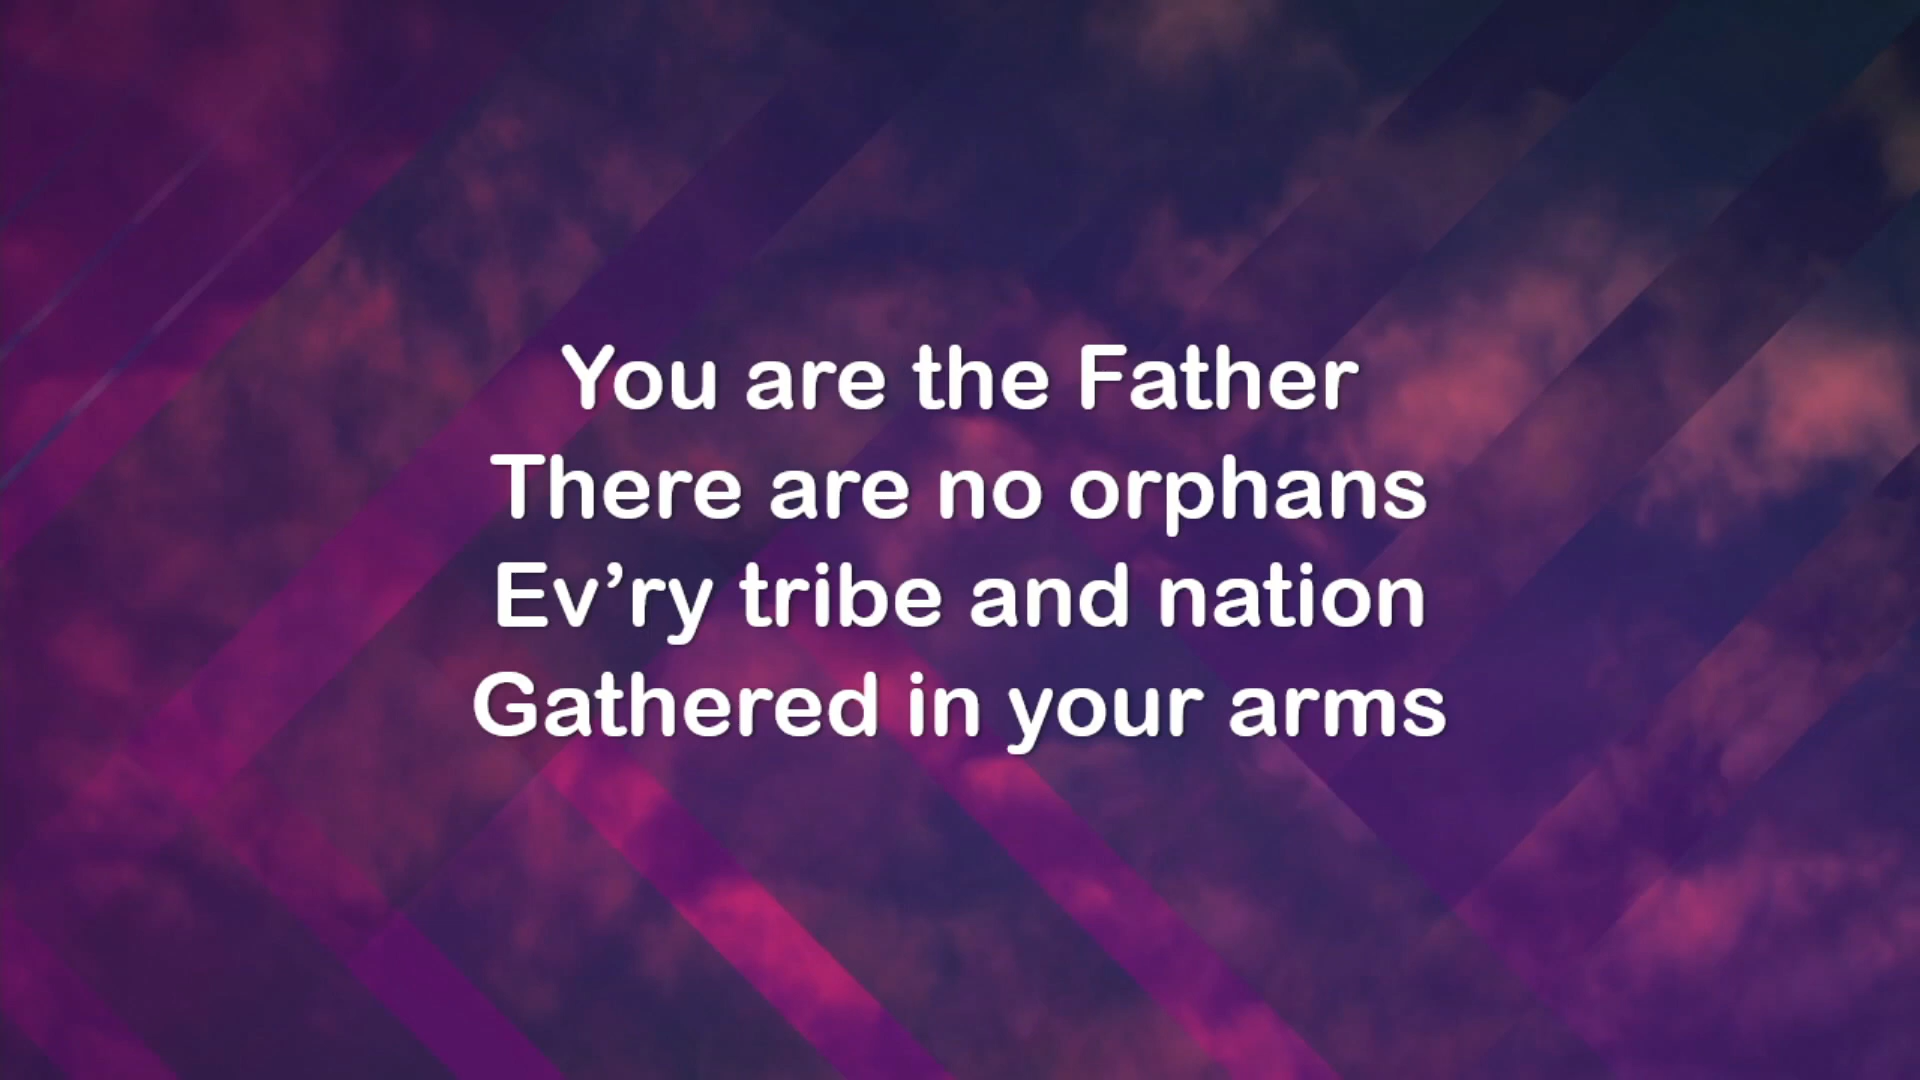 You are the Father
There are no orphans
Ev’ry tribe and nation
Gathered in your arms